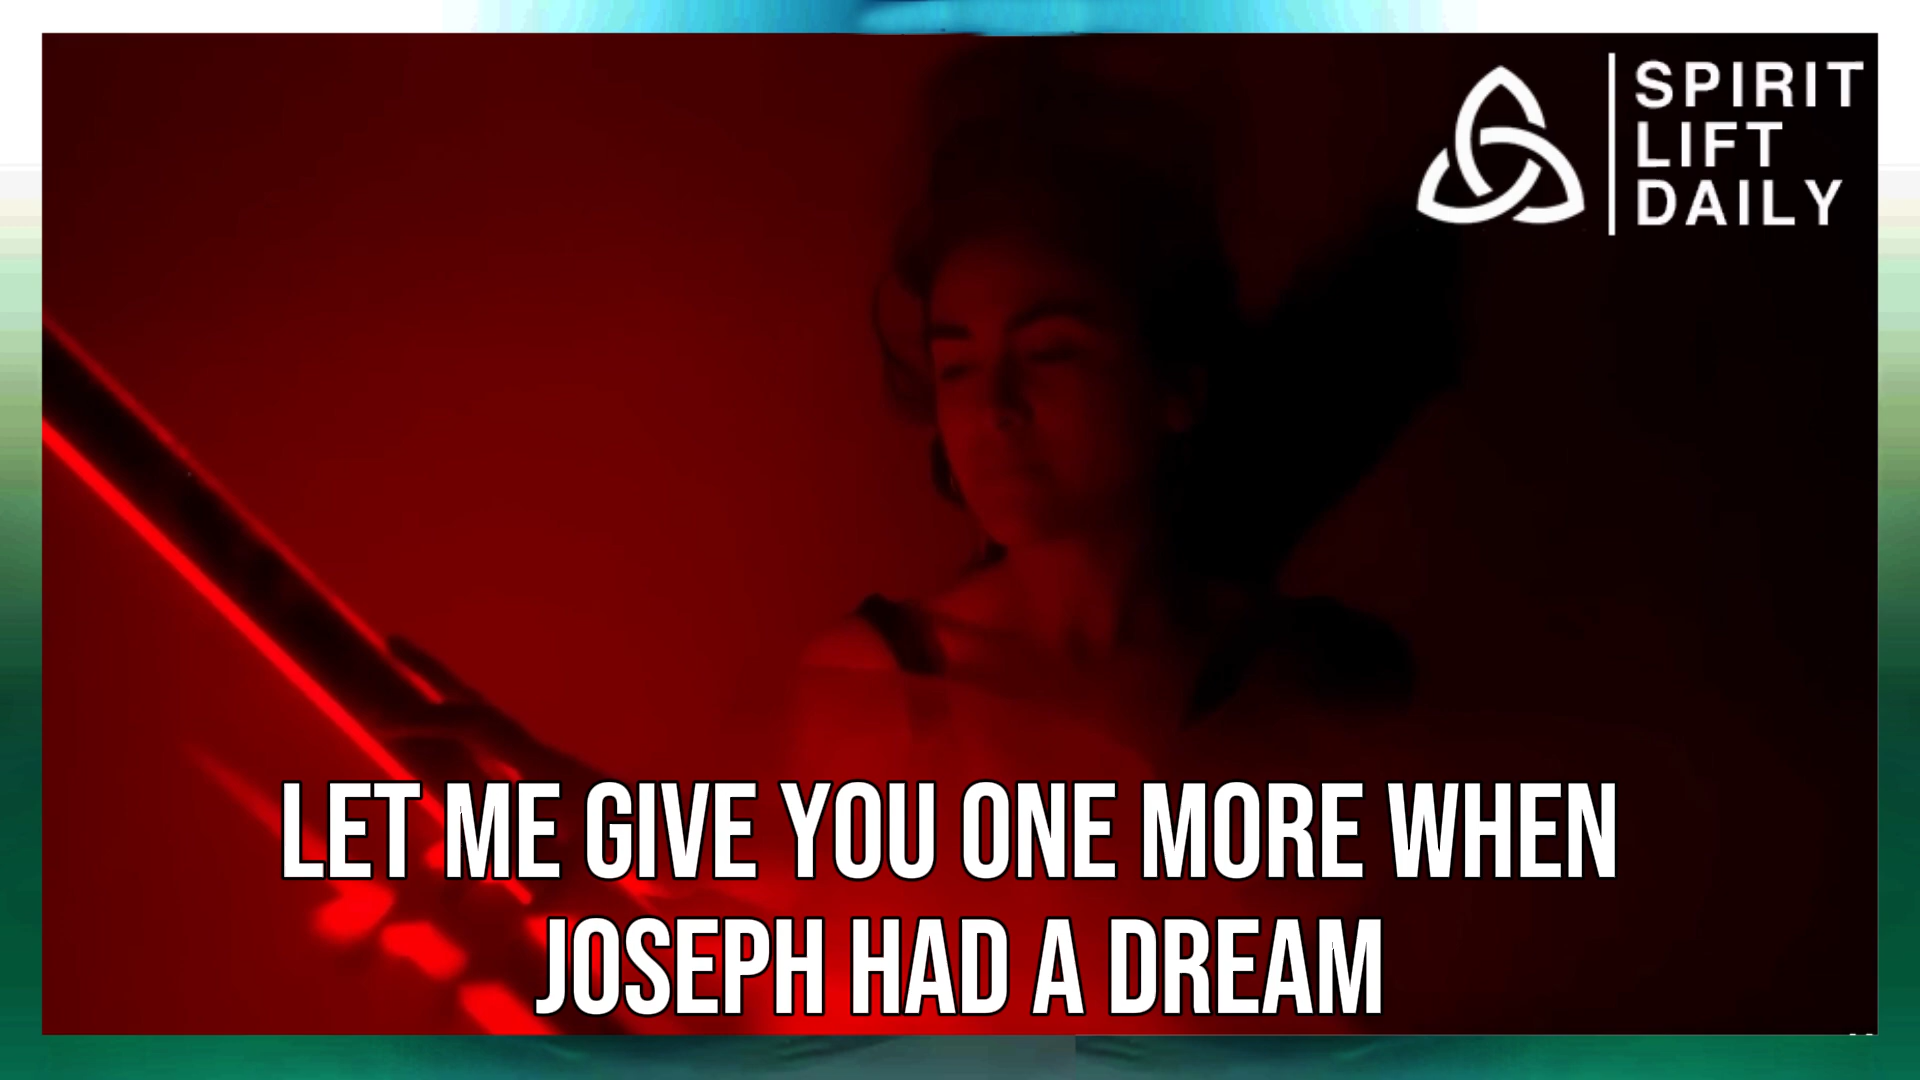 SPIRIT
LIFT
DAILY
LET ME GIVE YOU ONE MORE WHEN
JOSEPH HAD A DREAM